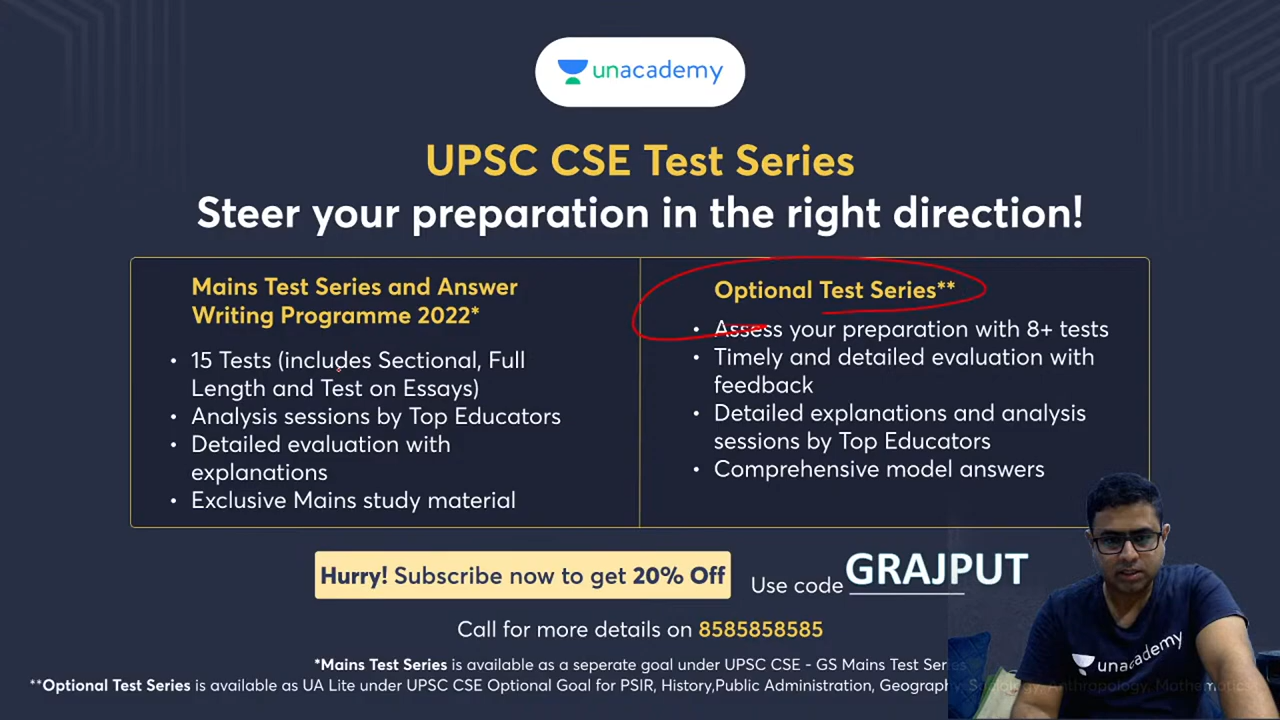 unacademy
UPSC CSE Test Series
Steer your preparation in the right direction!
Mains Test Series and Answer
Writing Programme 2022*
• 15 Tests (includes Sectional, Full
Length and Test on Essays)
• Analysis sessions by Top Educators
• Detailed evaluation with
explanations
• Exclusive Mains study material
Optional Test Series**
• Assess your preparation with 8+ tests
• Timely and detailed evaluation with
feedback
• Detailed explanations and analysis
sessions by Top Educators
• Comprehensive model answers
Hurry! Subscribe now to get 20% Off
Use code GRAJPUT
Call for more details on 8585858585
*Mains Test Series is available as a seperate goal under UPSC CSE - GS Mains Test Series
**Optional Test Series is available as UA Lite under UPSC CSE Optional Goal for PSIR, History,Public Administration, Geography, Sociology, Anthropology, Mathematics
unacademy